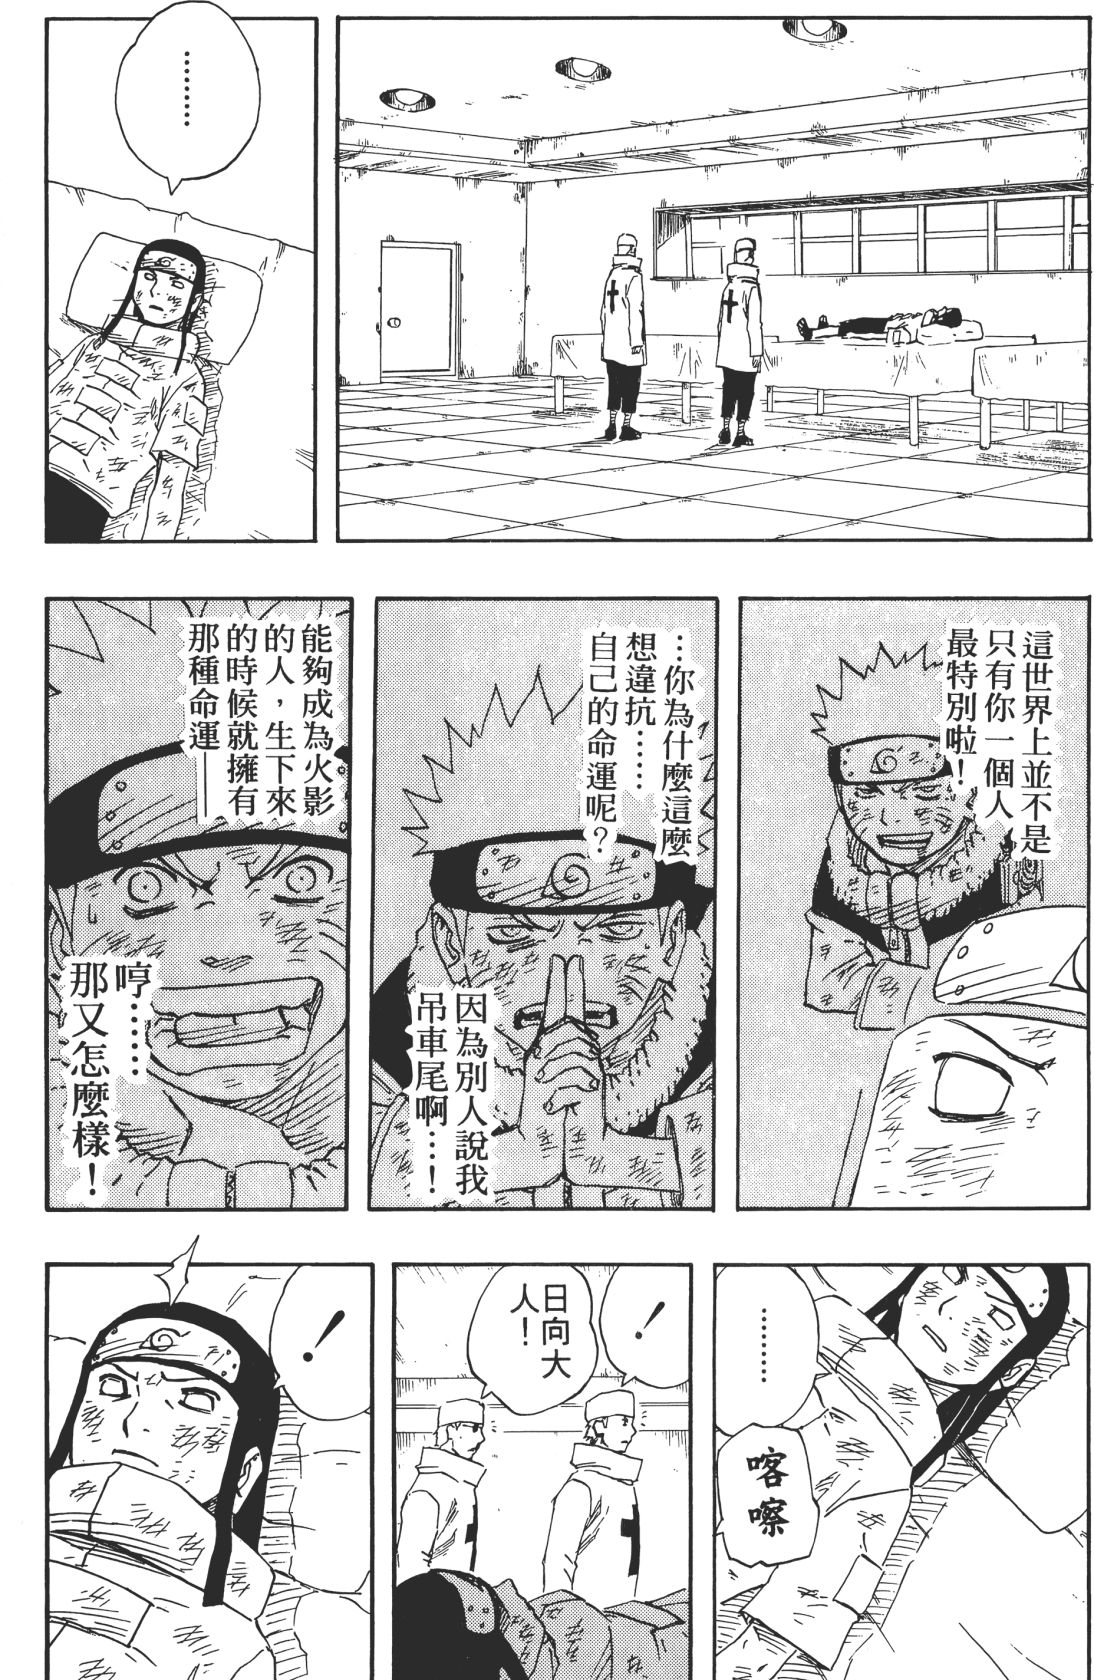 ………
這世界上並不是
只有你一個人
最特別啦！
…你為什麼這麼
想違抗……
自己的命運呢？
因為別人說我
吊車尾啊…！
能夠成為火影
的人，生下來
的時候就擁有
那種命運——
哼……
那又怎麼樣！
………
喀嚓
！
日向大
人！
！